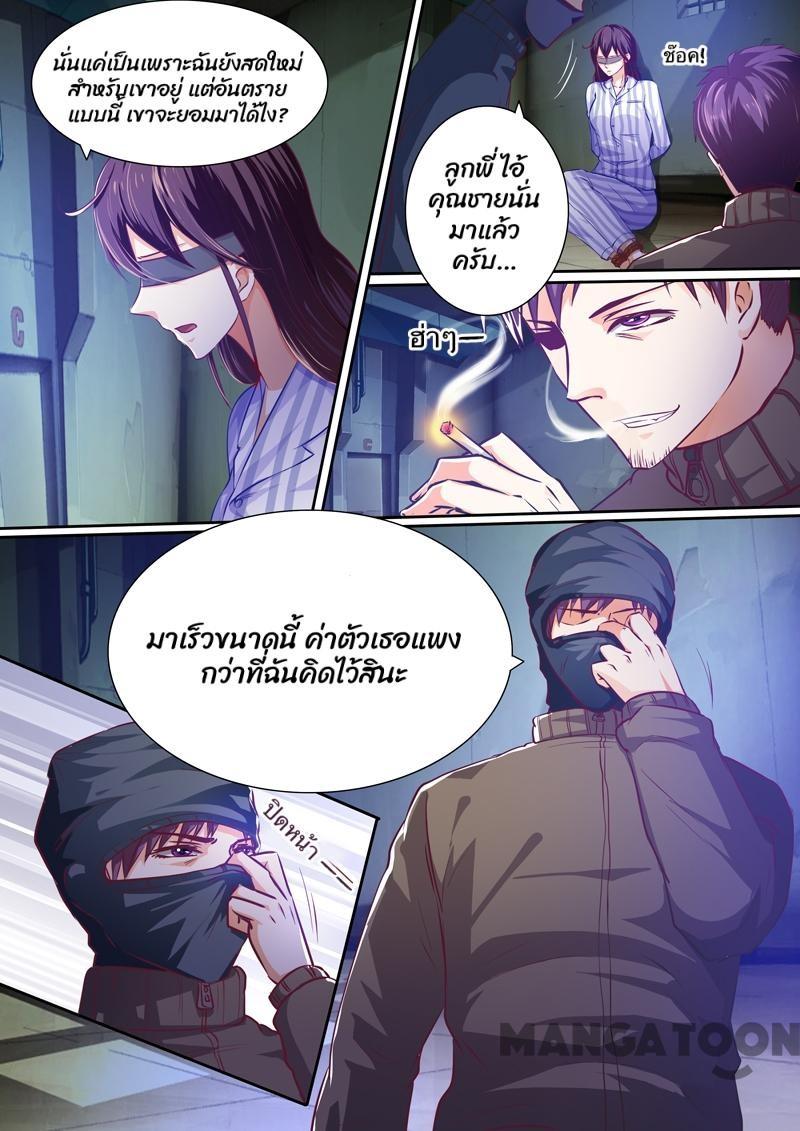 นั่นแค่เป็นเพราะฉันยังสดใหม่
สำหรับเขาอยู่ แต่อันตราย
แบบนี้ เขาจะยอมมาได้ไง?
ช๊อค!
ลูกพี่ ไอ้
คุณชายนั่น
มาแล้ว
ครับ...
C
C
ฮ่าๆ—
มาเร็วขนาดนี้ ค่าตัวเธอแพง
กว่าที่ฉันคิดไว้สินะ
ปิดหน้า——
MANGATOON